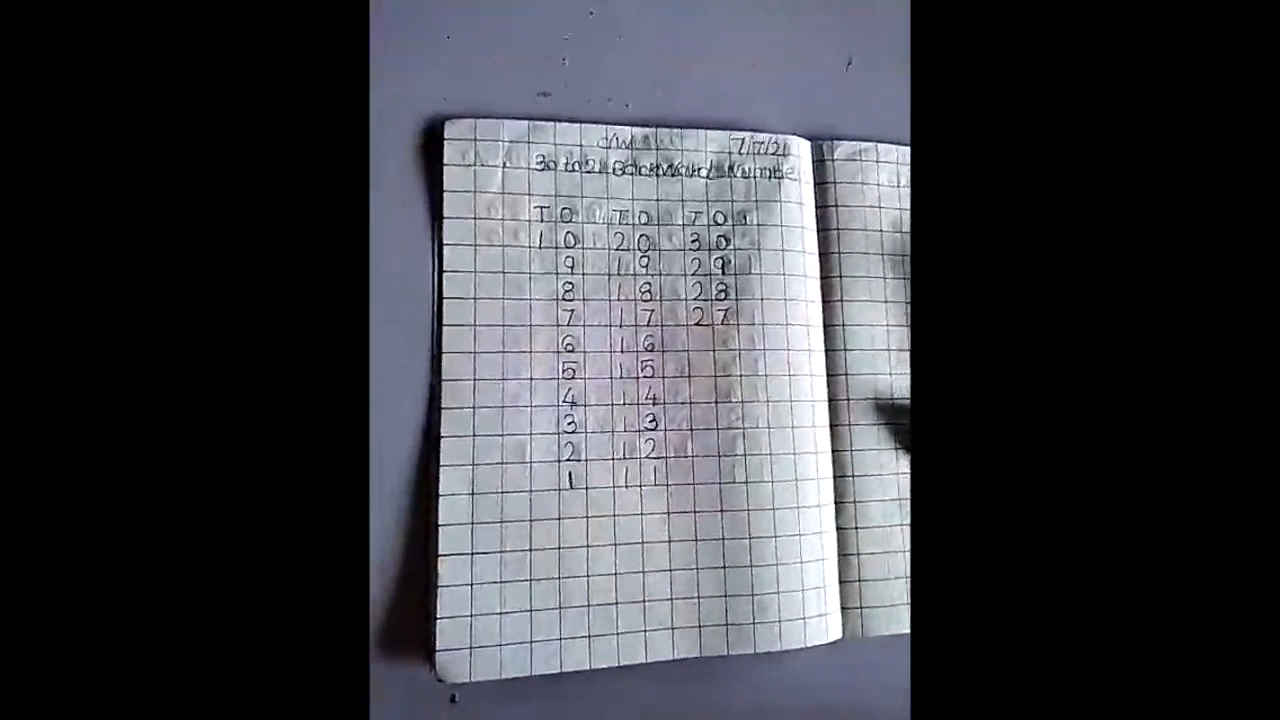 C/W 7/7/21
30 to 21 BackWard Numbe
T O T O T O
1 0 2 0 3 0
9 1 9 2 9
8 1 8 2 8
7 1 7 2 7
6 1 6
5 1 5
4 1 4
3 1 3
2 1 2
1 1 1